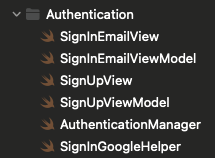 Authentication
SignInEmailView
SignInEmailViewModel
SignUpView
SignUpViewModel
AuthenticationManager
SignInGoogleHelper